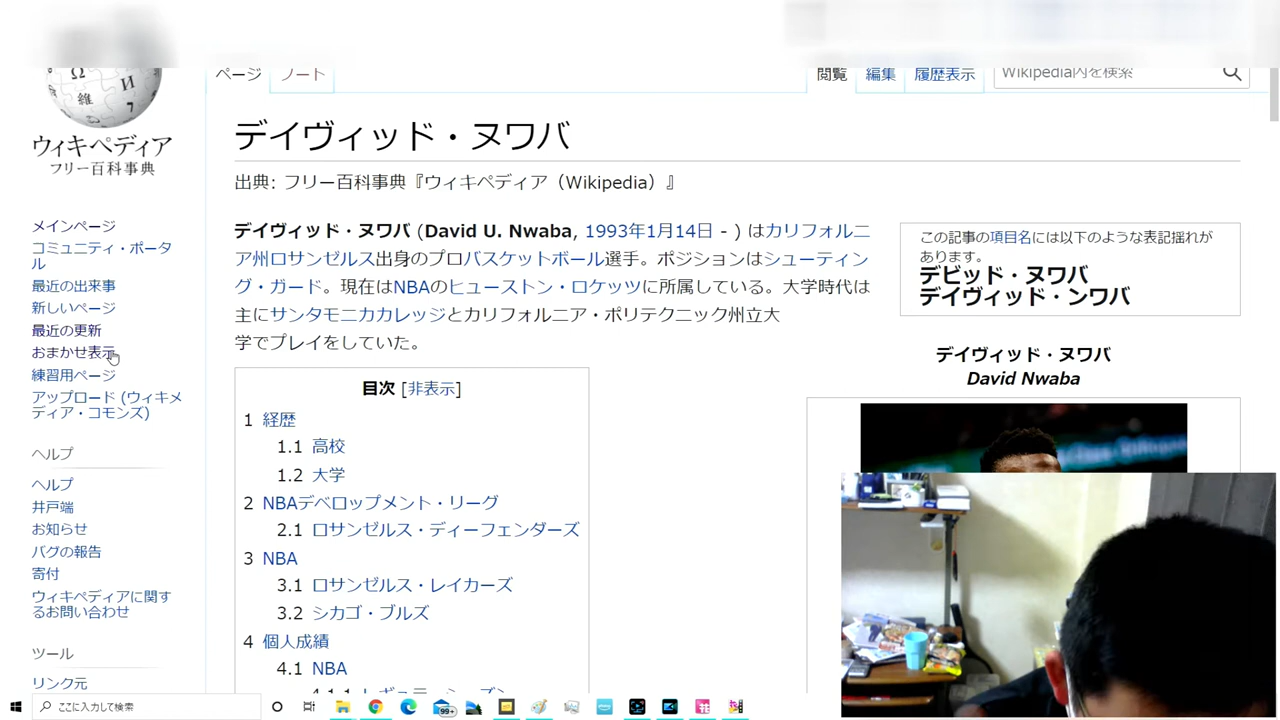 ウィキペディア
フリー百科事典
メインページ
コミュニティ・ポータ
ル
最近の出来事
新しいページ
最近の更新
おまかせ表示
練習用ページ
アップロード (ウィキメ
ディア・コモンズ)
ヘルプ
ヘルプ
井戸端
お知らせ
バグの報告
寄付
ウィキペディアに関す
るお問い合わせ
ツール
リンク元
ページ ノート
閲覧 編集 履歴表示 Wikipedia内を検索
デイヴィッド・ヌワバ
出典: フリー百科事典『ウィキペディア（Wikipedia）』
デイヴィッド・ヌワバ (David U. Nwaba, 1993年1月14日 - ) はカリフォルニ
ア州ロサンゼルス出身のプロバスケットボール選手。ポジションはシューティン
グ・ガード。現在はNBAのヒューストン・ロケッツに所属している。大学時代は
主にサンタモニカカレッジとカリフォルニア・ポリテクニック州立大
学でプレイをしていた。
目次 [非表示]
1 経歴
1.1 高校
1.2 大学
2 NBAデベロップメント・リーグ
2.1 ロサンゼルス・ディーフェンダーズ
3 NBA
3.1 ロサンゼルス・レイカーズ
3.2 シカゴ・ブルズ
4 個人成績
4.1 NBA
この記事の項目名には以下のような表記揺れが
あります。
デビッド・ヌワバ
デイヴィッド・ンワバ
デイヴィッド・ヌワバ
David Nwaba
ここに入力して検索
99+